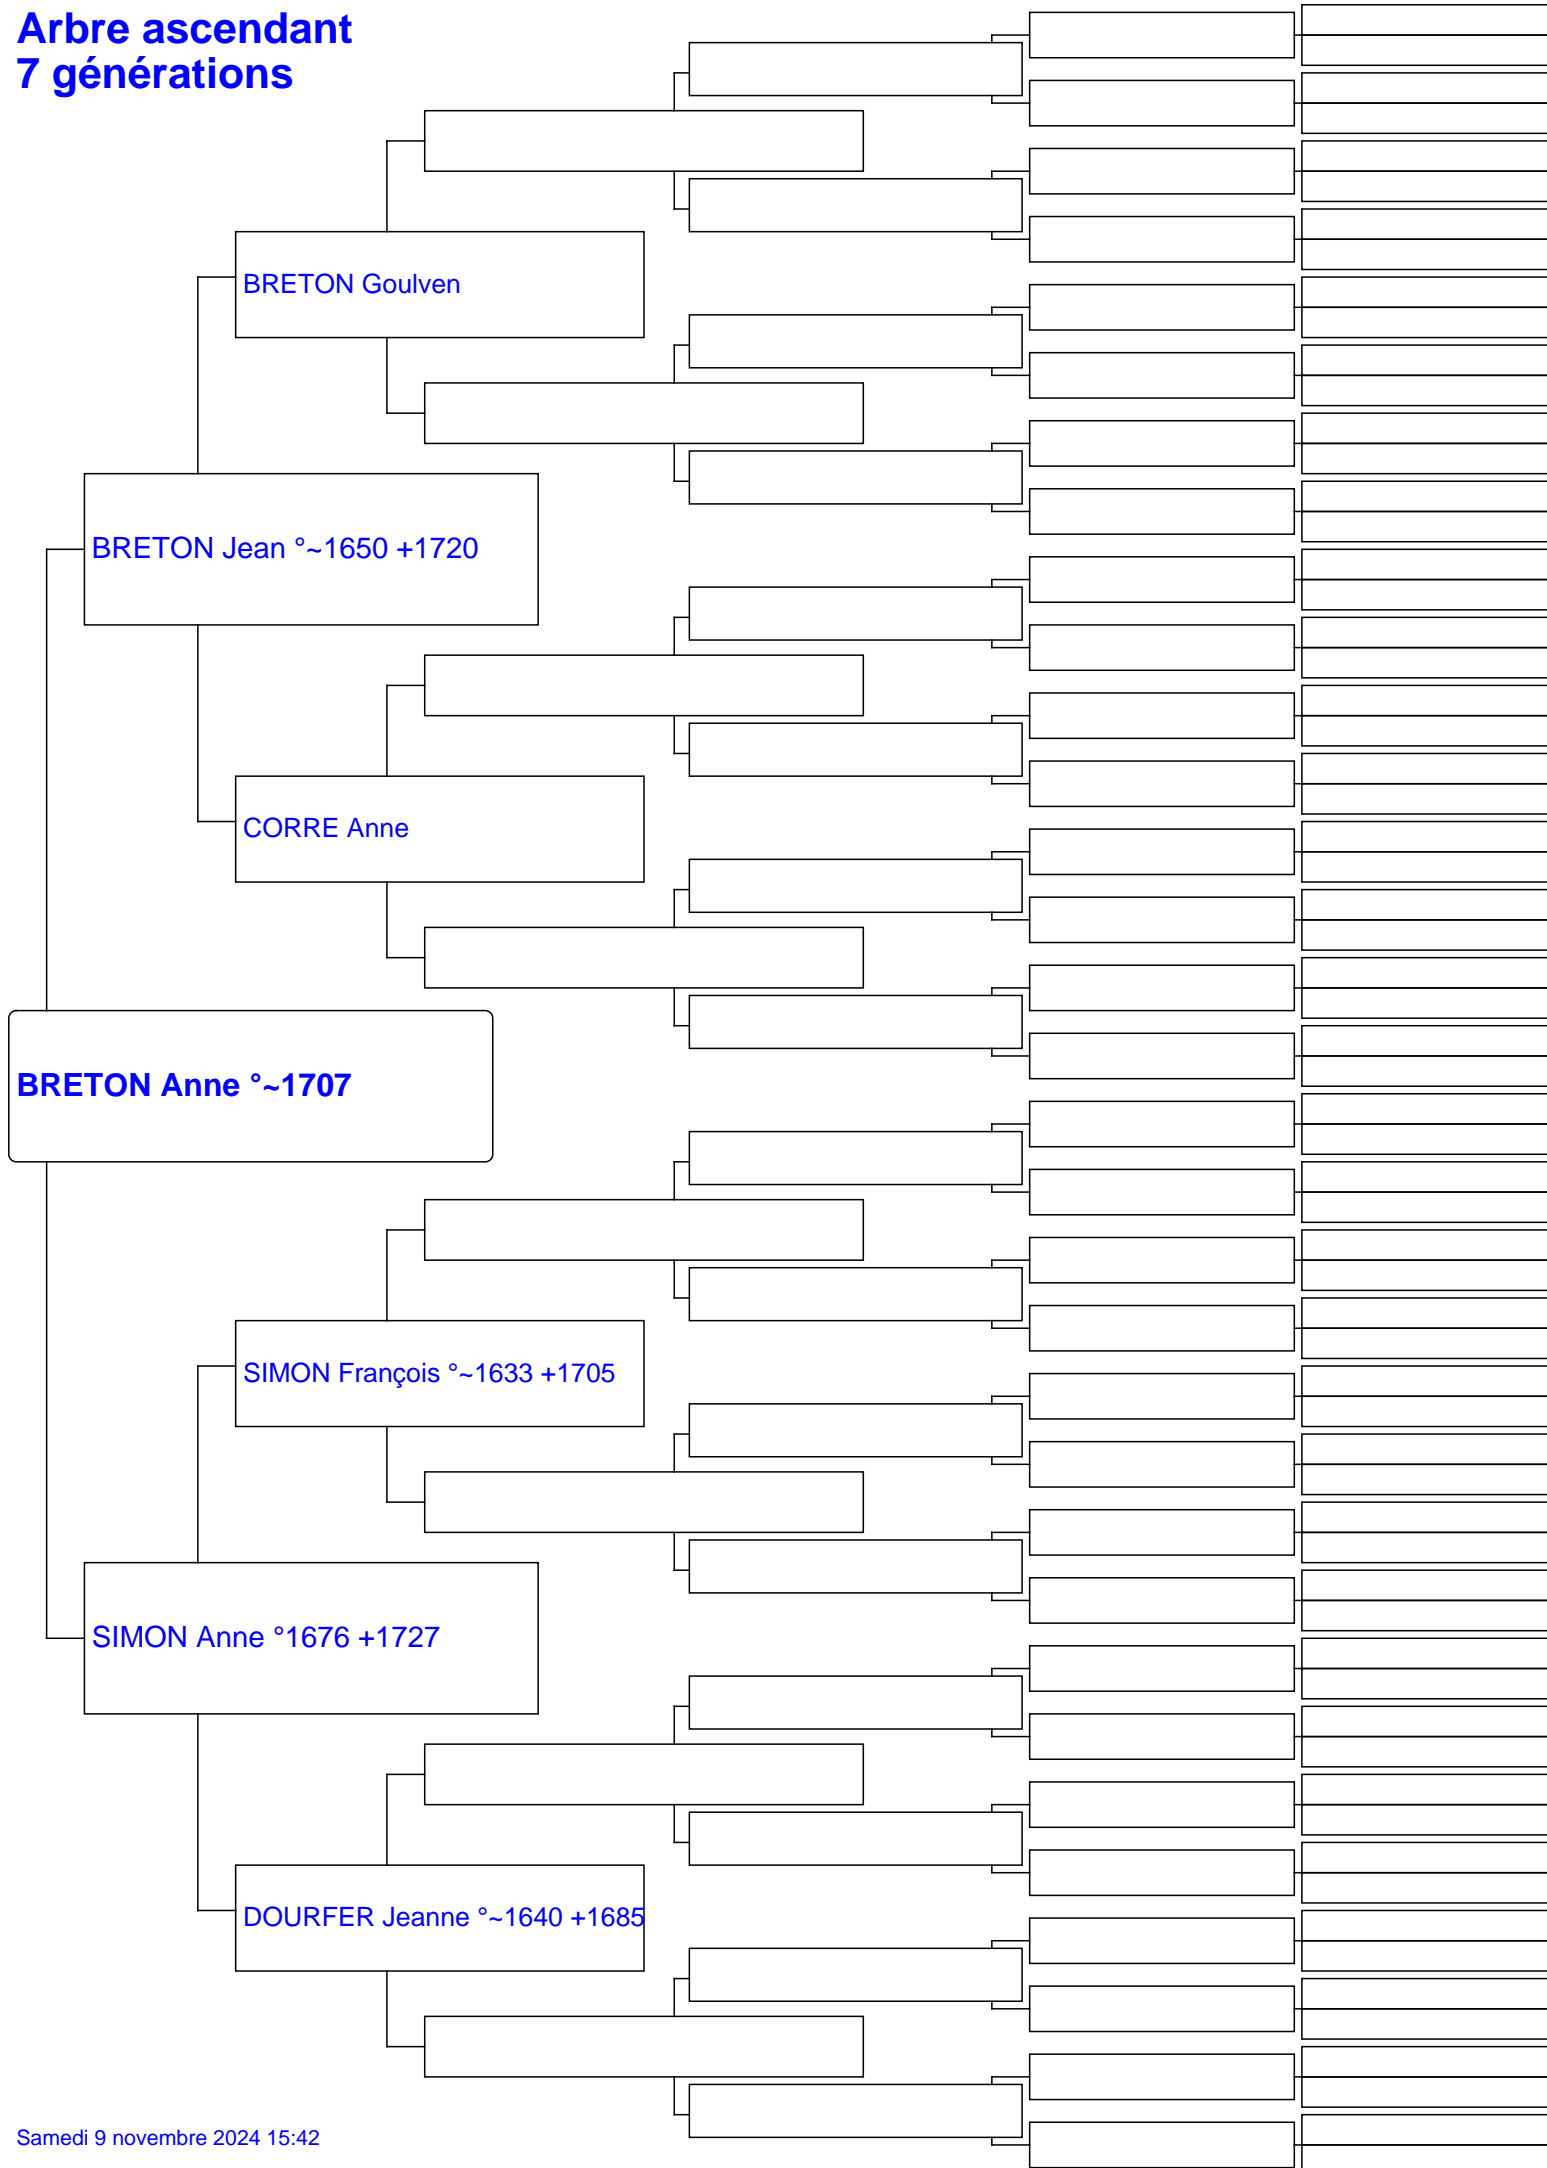 Arbre ascendant
7 générations
BRETON Goulven
BRETON Jean °~1650 +1720
CORRE Anne
BRETON Anne °~1707
SIMON François °~1633 +1705
SIMON Anne °1676 +1727
DOURFER Jeanne °~1640 +1685
Samedi 9 novembre 2024 15:42